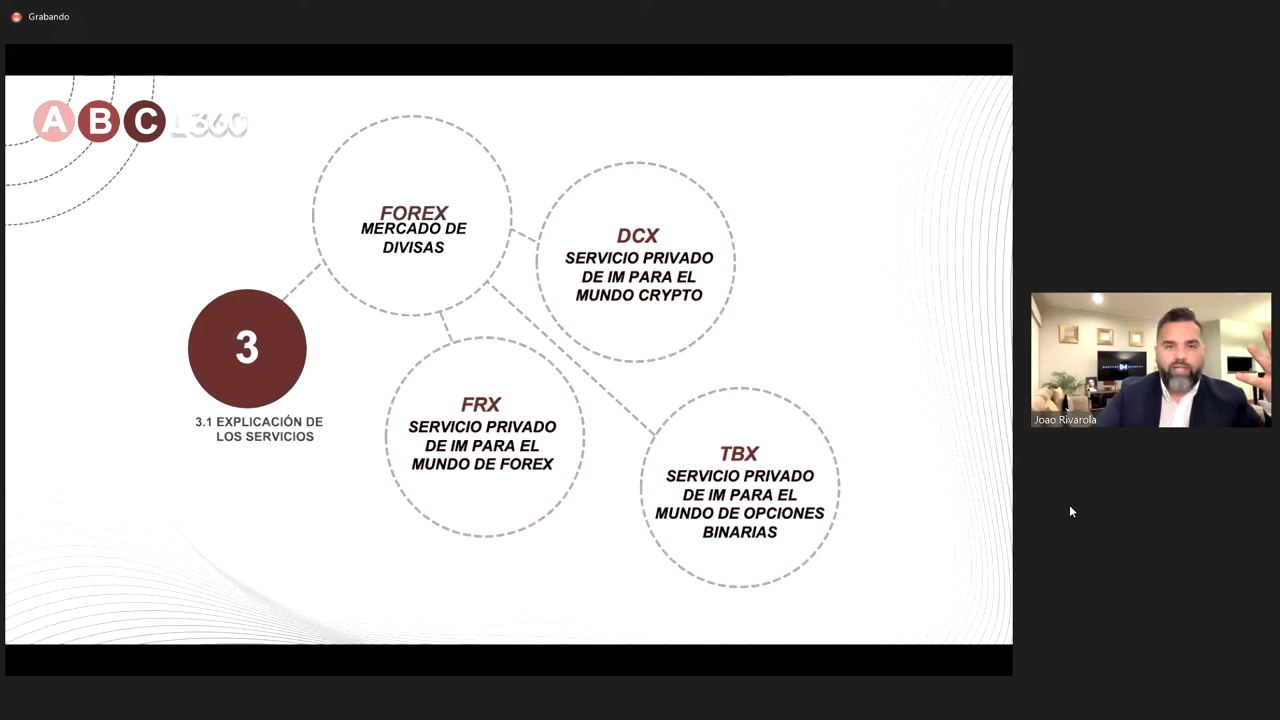 Grabando
A B C L360
FOREX
MERCADO DE
DIVISAS
DCX
SERVICIO PRIVADO
DE IM PARA EL
MUNDO CRYPTO
3
3.1 EXPLICACIÓN DE
LOS SERVICIOS
FRX
SERVICIO PRIVADO
DE IM PARA EL
MUNDO DE FOREX
TBX
SERVICIO PRIVADO
DE IM PARA EL
MUNDO DE OPCIONES
BINARIAS
Joao Rivarola